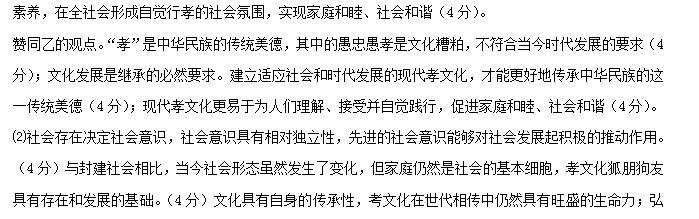 素养，在全社会形成自觉行孝的社会氛围，实现家庭和睦、社会和谐（4 分）。
赞同乙的观点。“孝”是中华民族的传统美德，其中的愚忠愚孝是文化糟粕，不符合当今时代发展的要求（4
分）；文化发展是继承的必然要求。建立适应社会和时代发展的现代孝文化，才能更好地传承中华民族的这
一传统美德（4 分）；现代孝文化更易于为人们理解、接受并自觉践行，促进家庭和睦、社会和谐（4 分）。
⑵社会存在决定社会意识，社会意识具有相对独立性，先进的社会意识能够对社会发展起积极的推动作用。
（4 分）与封建社会相比，当今社会形态虽然发生了变化，但家庭仍然是社会的基本细胞，孝文化狐朋狗友
具有存在和发展的基础。（4 分）文化具有自身的传承性，考文化在世代相传中仍然具有旺盛的生命力；弘